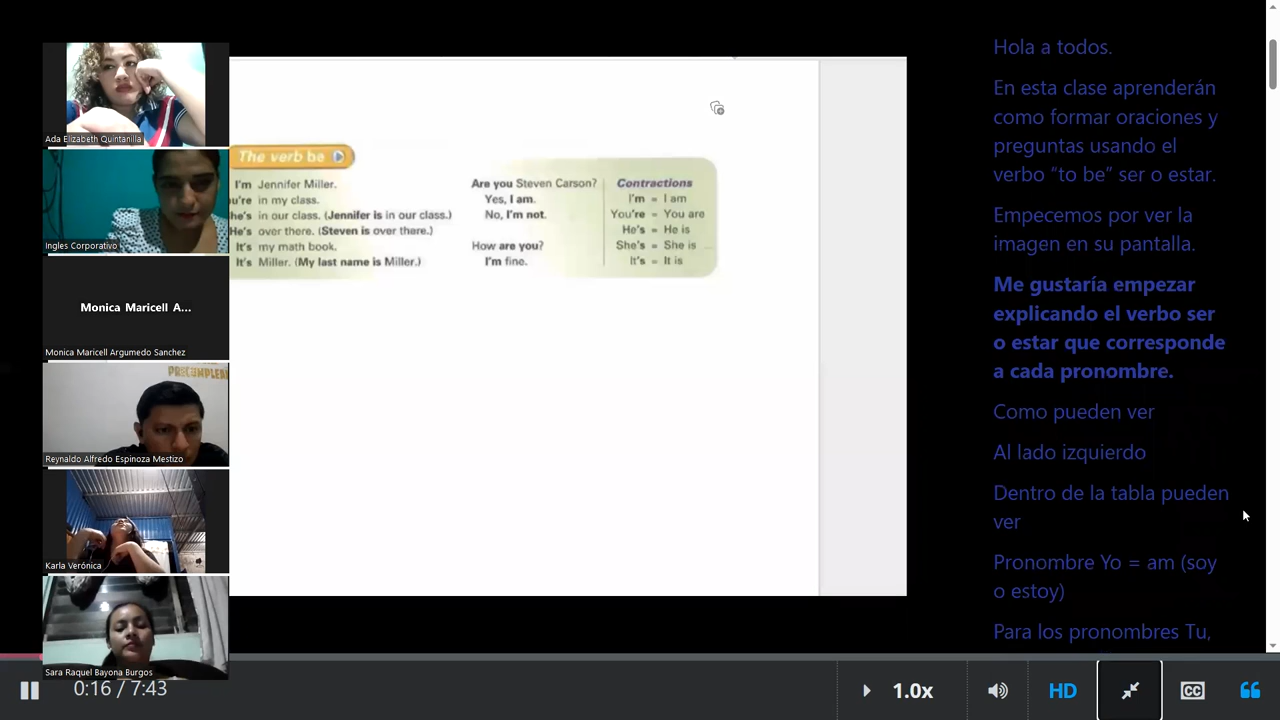 Ada Elizabeth Quintanilla
Ingles Corporativo
Monica Maricell A...
Monica Maricell Argumedo Sanchez
Reynaldo Alfredo Espinoza Mestizo
Karla Verónica
Sara Raquel Bayona Burgos
The verb be
I'm Jennifer Miller.
u're in my class.
he's in our class. (Jennifer is in our class.)
He's over there. (Steven is over there.)
It's my math book.
It's Miller. (My last name is Miller.)
Are you Steven Carson?
Yes, I am.
No, I'm not.
How are you?
I'm fine.
Contractions
I'm = I am
You're = You are
He's = He is
She's = She is
It's = It is
Hola a todos.
En esta clase aprenderán
como formar oraciones y
preguntas usando el
verbo “to be” ser o estar.
Empecemos por ver la
imagen en su pantalla.
Me gustaría empezar
explicando el verbo ser
o estar que corresponde
a cada pronombre.
Como pueden ver
Al lado izquierdo
Dentro de la tabla pueden
ver
Pronombre Yo = am (soy
o estoy)
Para los pronombres Tu,
0:16 / 7:43
1.0x
HD
CC